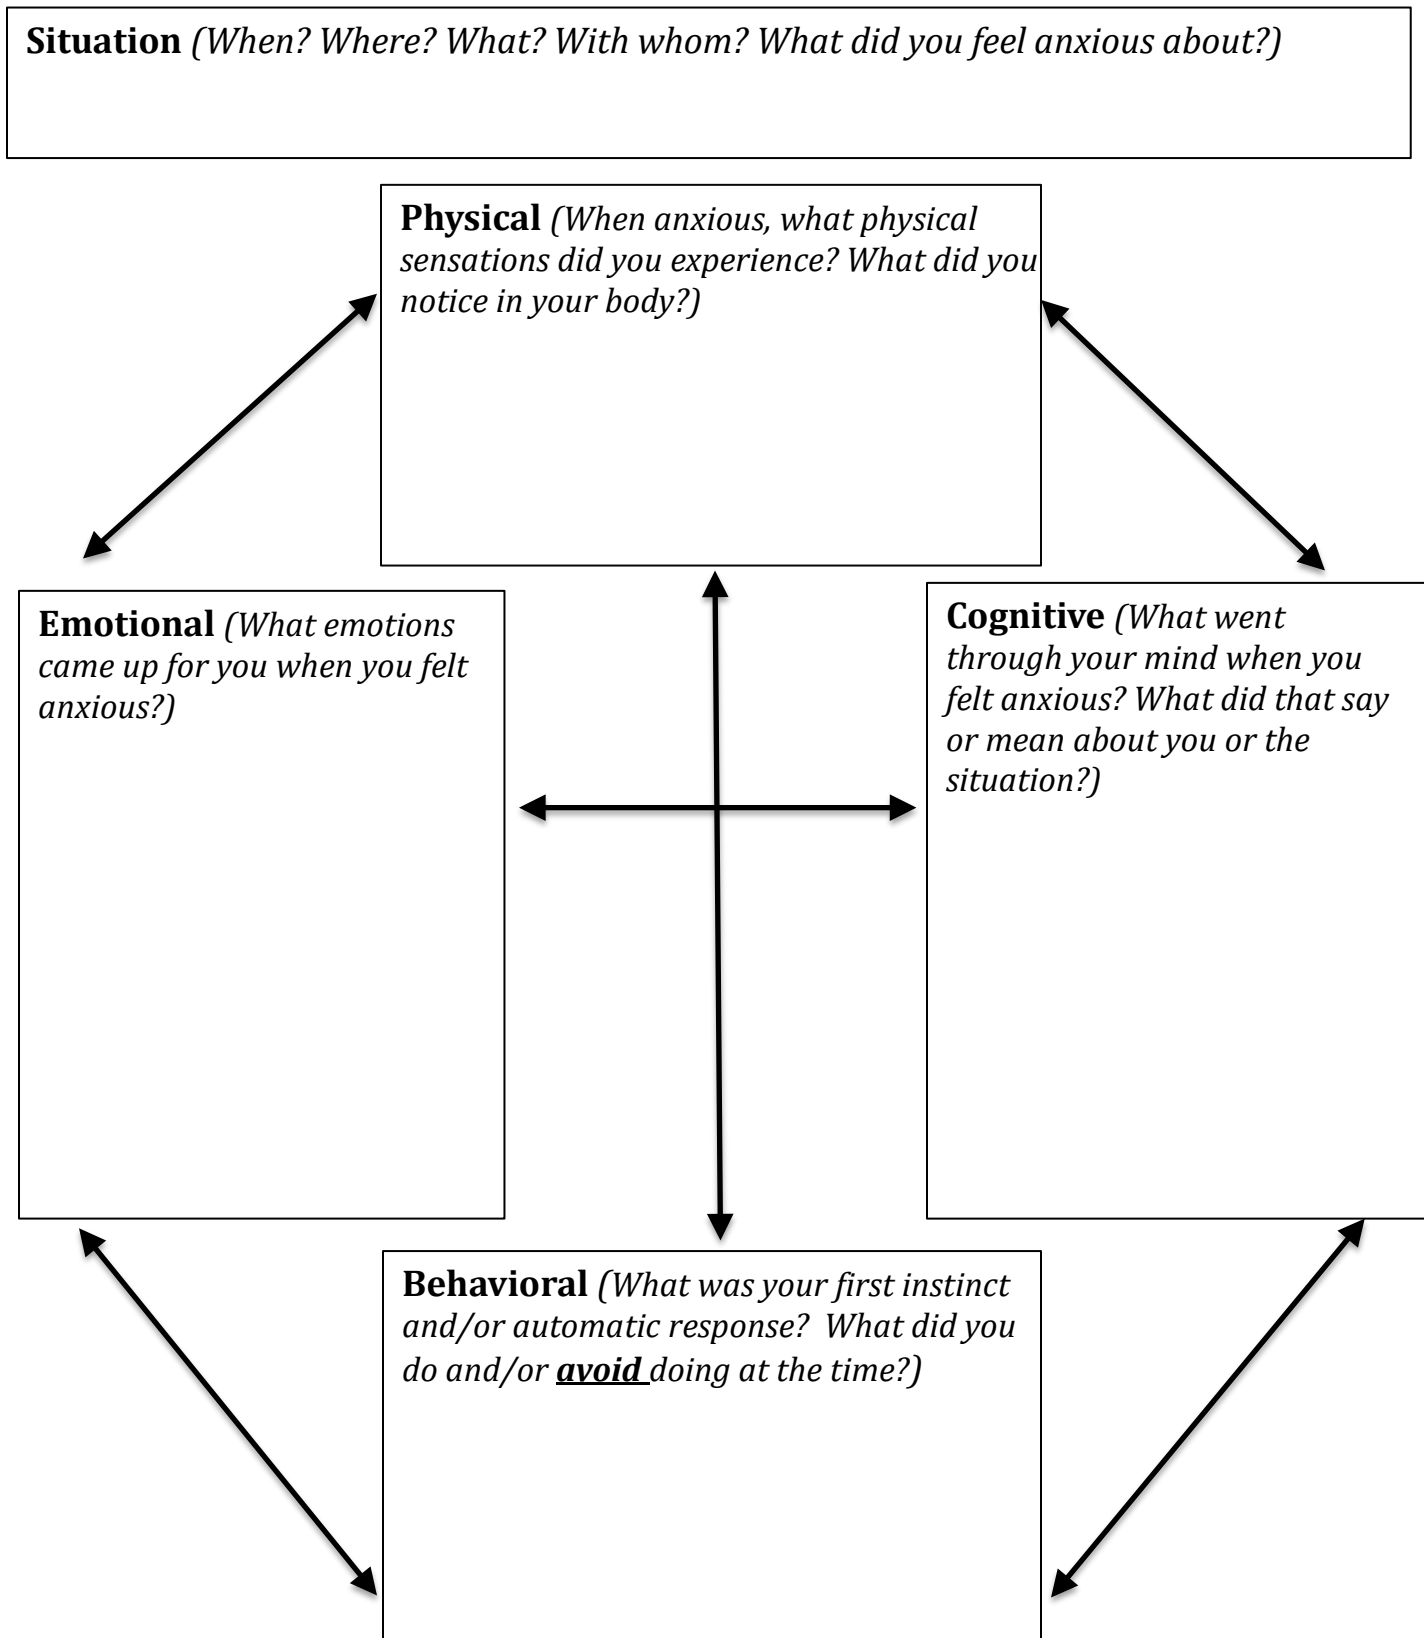 Situation (When? Where? What? With whom? What did you feel anxious about?)
Physical (When anxious, what physical
sensations did you experience? What did you
notice in your body?)
Emotional (What emotions
came up for you when you felt
anxious?)
Cognitive (What went
through your mind when you
felt anxious? What did that say
or mean about you or the
situation?)
Behavioral (What was your first instinct
and/or automatic response?  What did you
do and/or avoid doing at the time?)